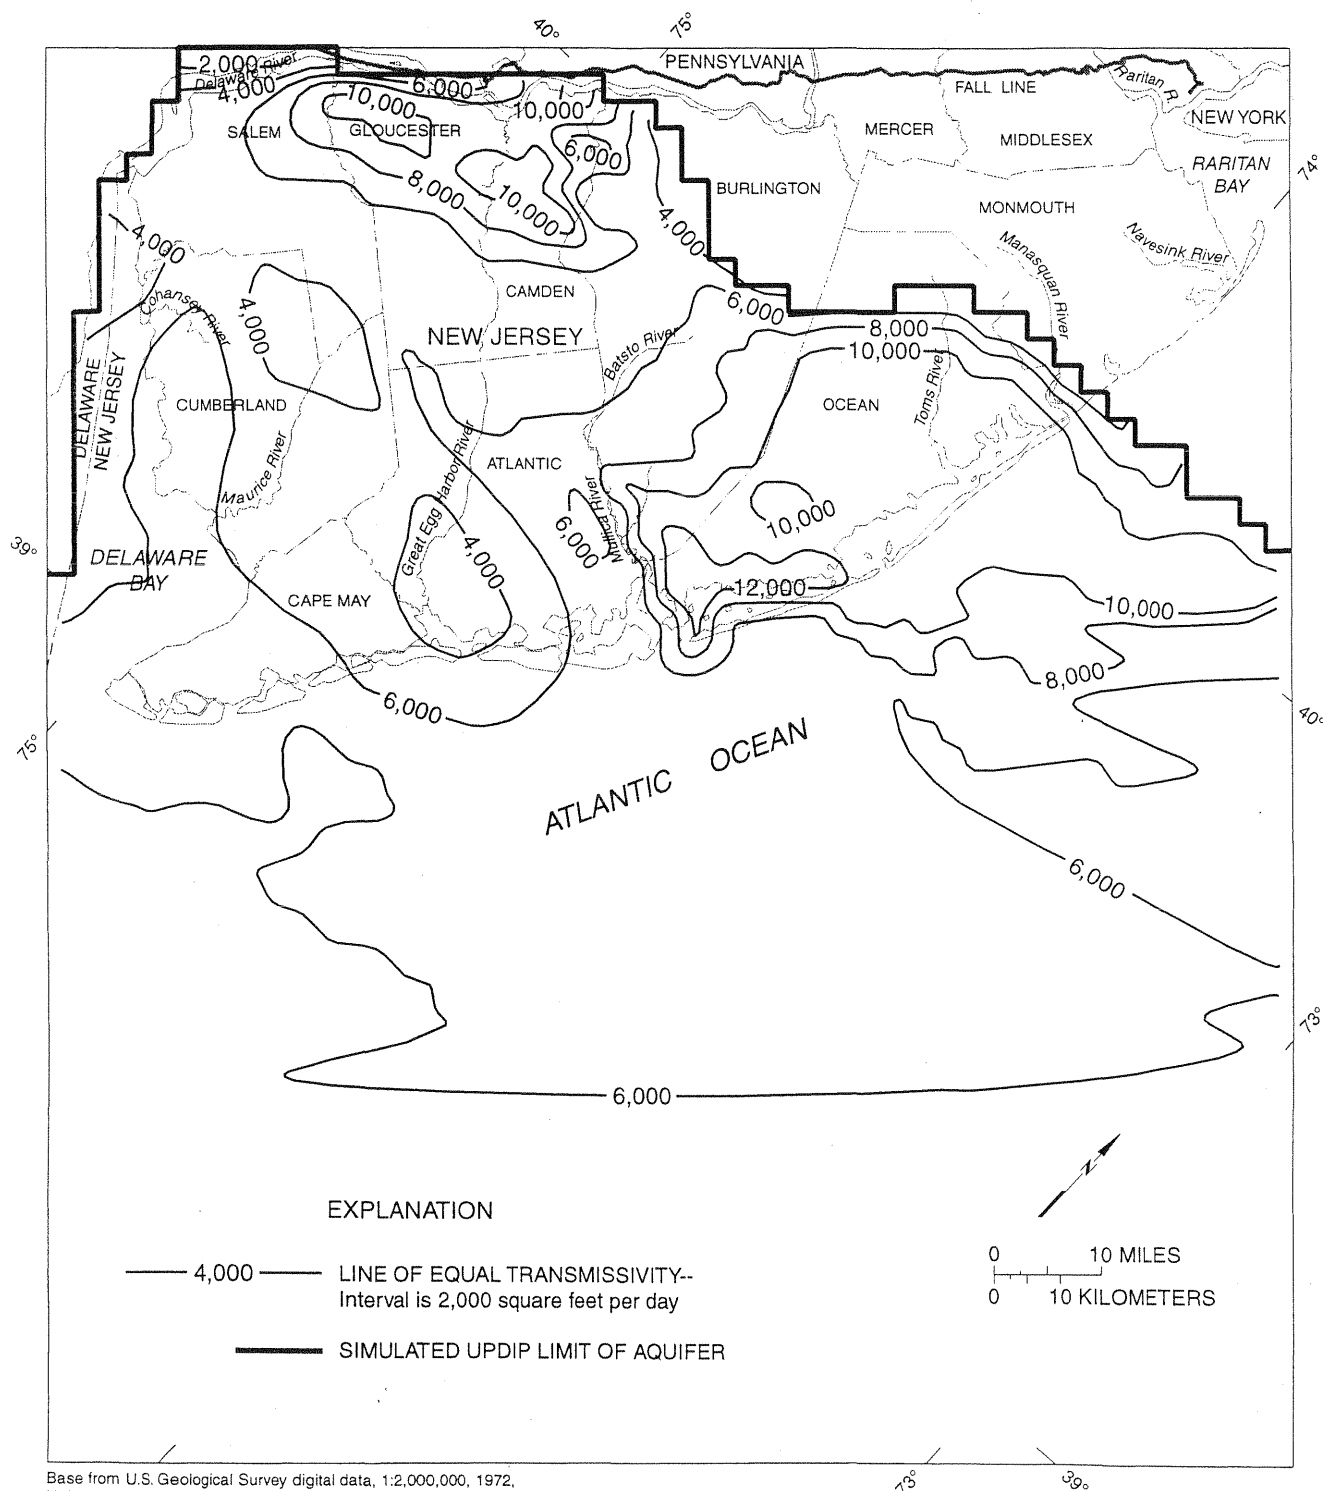 40°
75°
PENNSYLVANIA
2,000
Delaware River
4,000
6,000
FALL LINE
Raritan R.
10,000
10,000
NEW YORK
SALEM
GLOUCESTER
MERCER
MIDDLESEX
6,000
RARITAN
BAY
74°
8,000
10,000
BURLINGTON
4,000
MONMOUTH
4,000
Manasquan River
Navesink River
Cohansey River
4,000
CAMDEN
6,000
NEW JERSEY
Batsto River
8,000
10,000
DELAWARE
NEW JERSEY
CUMBERLAND
OCEAN
Toms River
Maurice River
Great Egg Harbor River
ATLANTIC
Mullica River
6,000
10,000
39°
DELAWARE
BAY
4,000
12,000
CAPE MAY
10,000
8,000
6,000
40°
75°
ATLANTIC OCEAN
6,000
73°
6,000
N
EXPLANATION
4,000
LINE OF EQUAL TRANSMISSIVITY--
Interval is 2,000 square feet per day
SIMULATED UPDIP LIMIT OF AQUIFER
0 10 MILES
0 10 KILOMETERS
73°
39°
Base from U.S. Geological Survey digital data, 1:2,000,000, 1972,